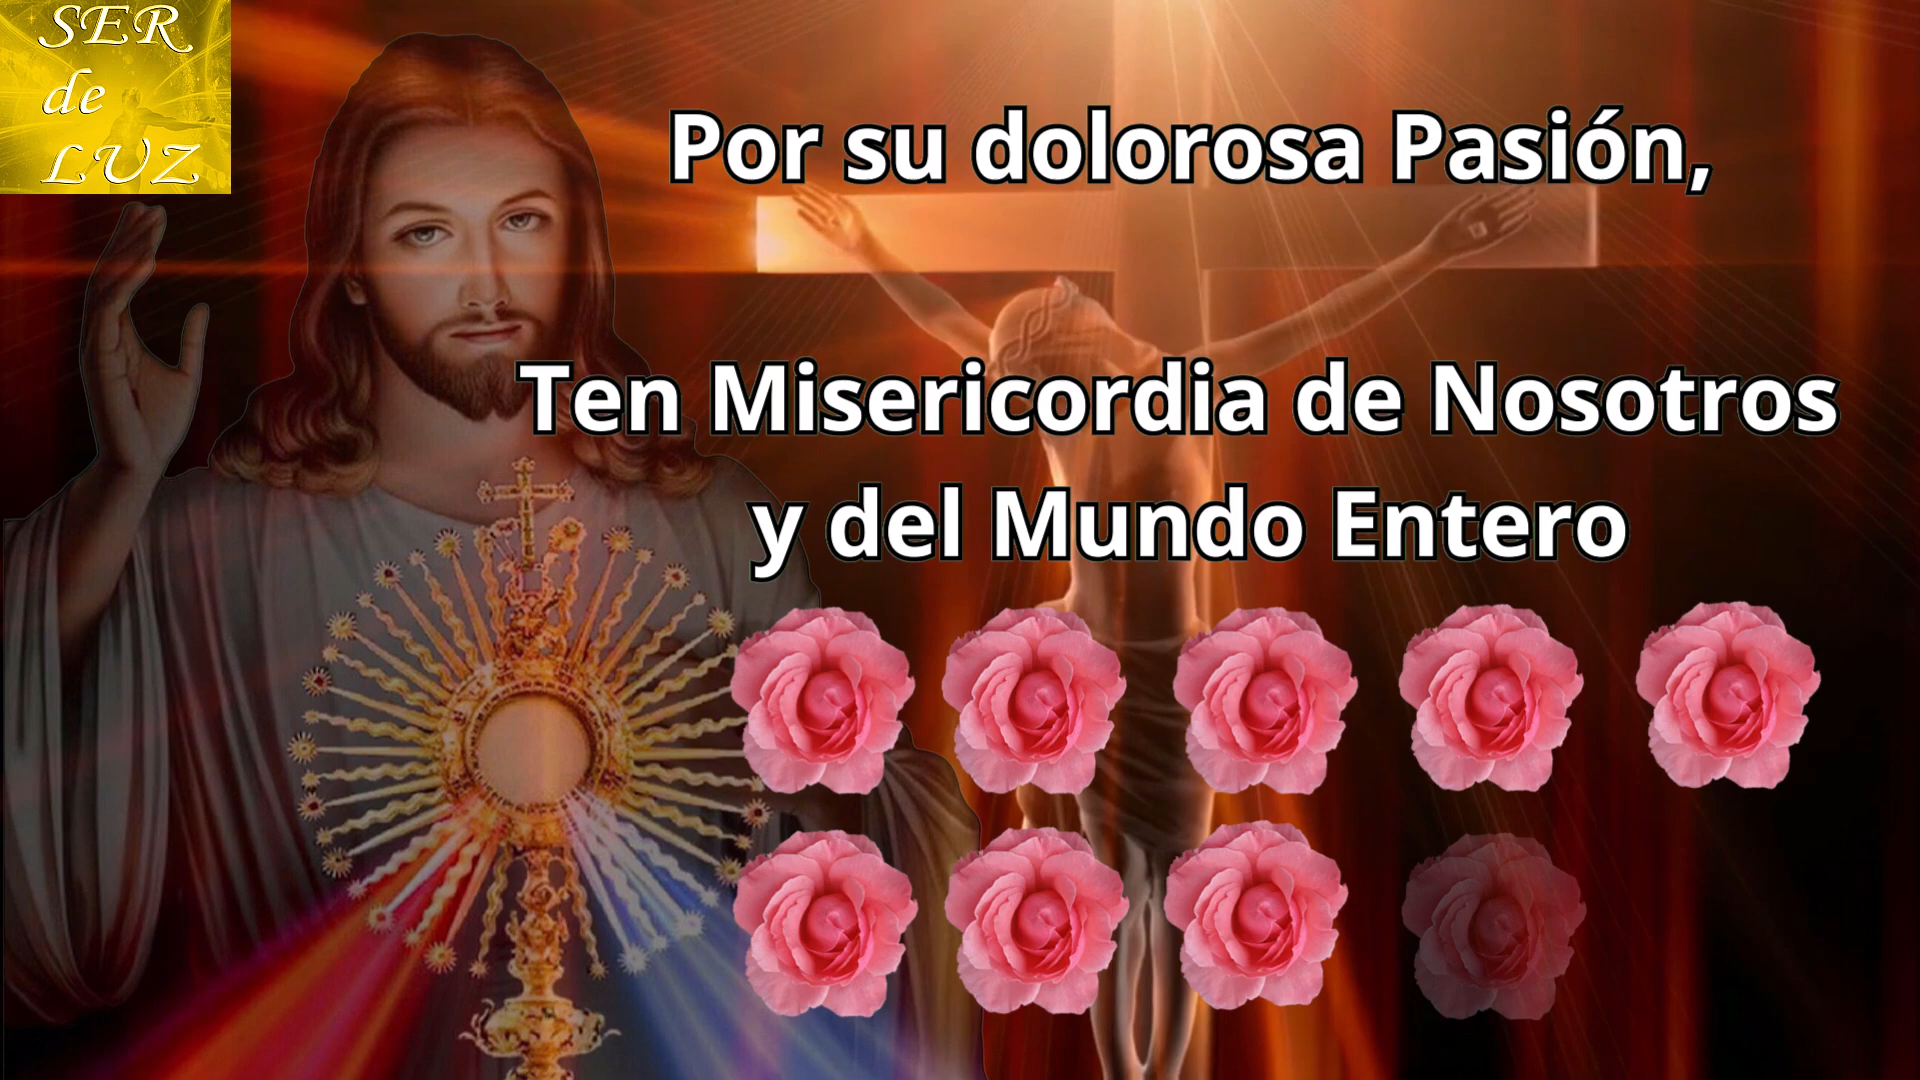 SER
de
LUZ
Por su dolorosa Pasión,
Ten Misericordia de Nosotros
y del Mundo Entero